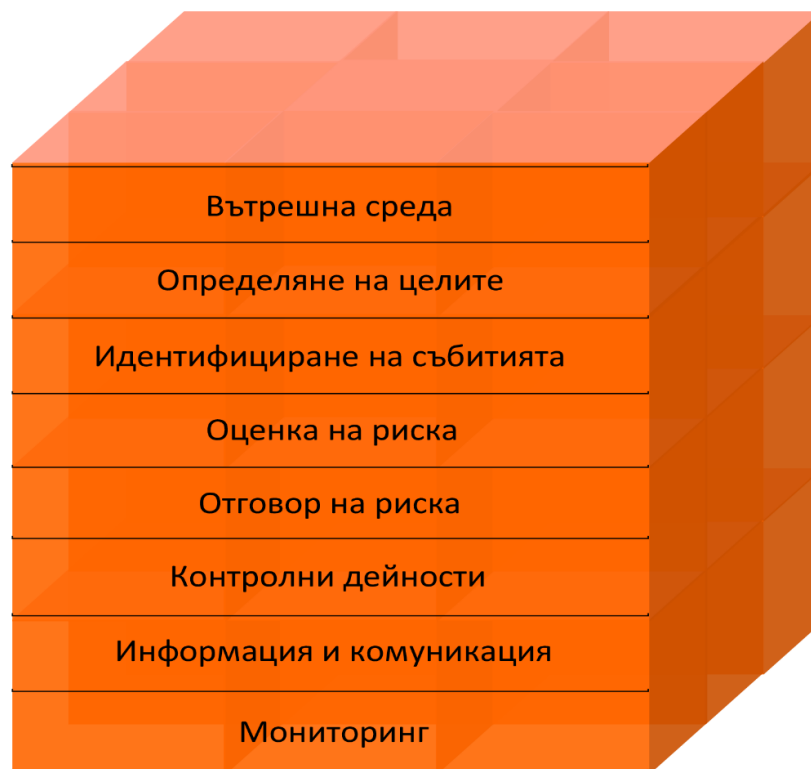 Вътрешна среда
Определяне на целите
Идентифициране на събитията
Оценка на риска
Отговор на риска
Контролни дейности
Информация и комуникация
Мониторинг